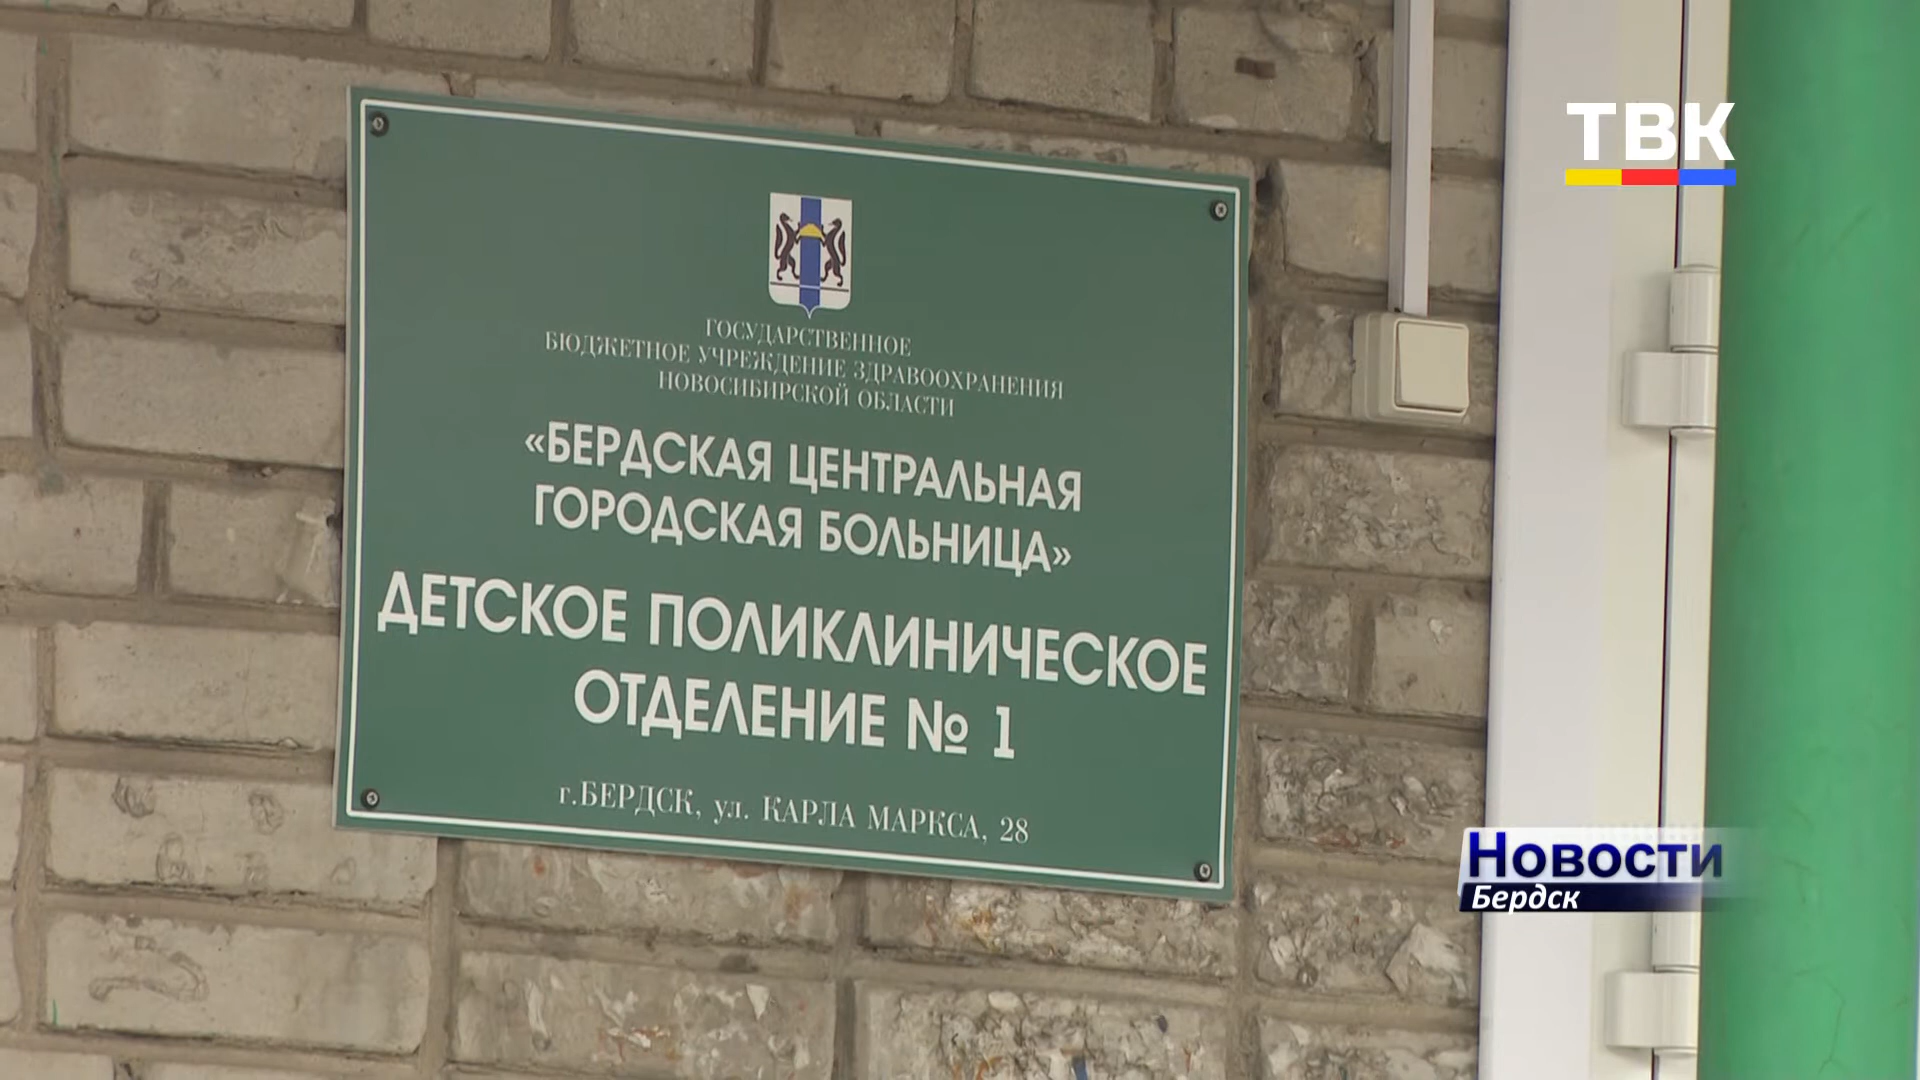 ТВК
ГОСУДАРСТВЕННОЕ
БЮДЖЕТНОЕ УЧРЕЖДЕНИЕ ЗДРАВООХРАНЕНИЯ
НОВОСИБИРСКОЙ ОБЛАСТИ
«БЕРДСКАЯ ЦЕНТРАЛЬНАЯ
ГОРОДСКАЯ БОЛЬНИЦА»
ДЕТСКОЕ ПОЛИКЛИНИЧЕСКОЕ
ОТДЕЛЕНИЕ № 1
г.БЕРДСК, ул. КАРЛА МАРКСА, 28
Новости
Бердск